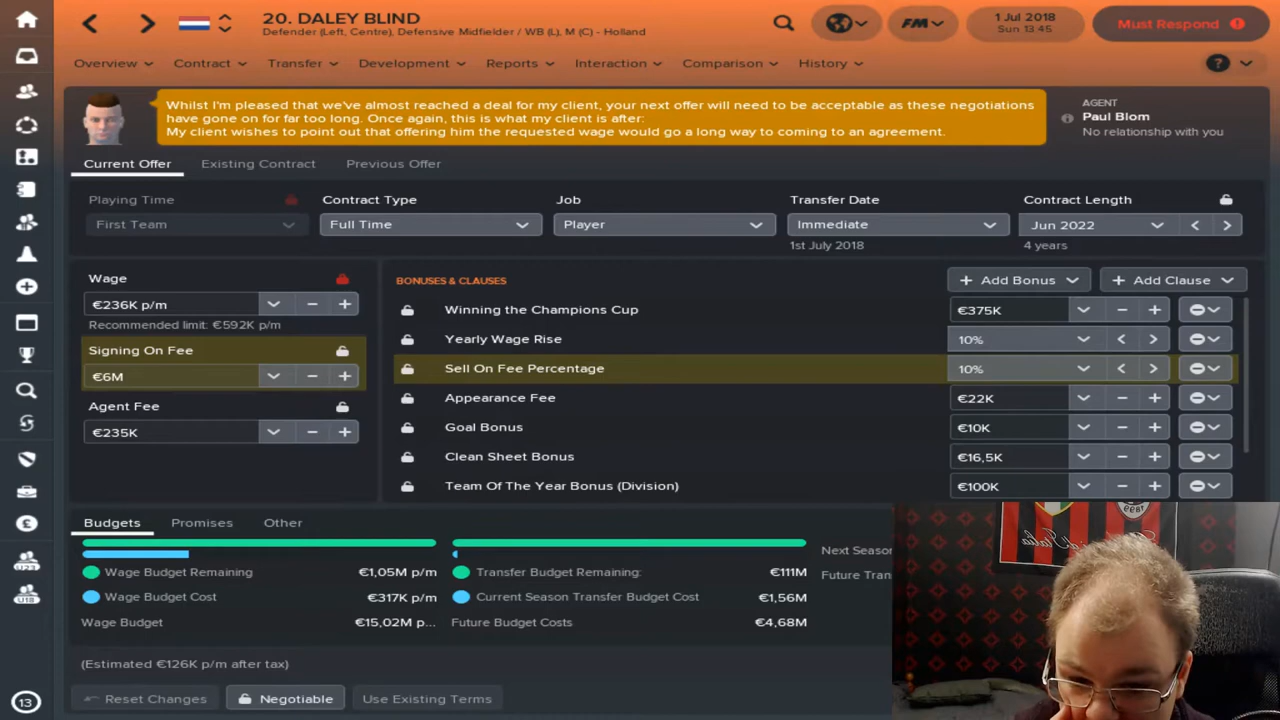 20. DALEY BLIND
Defender (Left, Centre), Defensive Midfielder / WB (L), M (C) - Holland
FM
1 Jul 2018
Sun 13:45
Must Respond
Overview
Contract
Transfer
Development
Reports
Interaction
Comparison
History
?
Whilst I'm pleased that we've almost reached a deal for my client, your next offer will need to be acceptable as these negotiations
have gone on for far too long. Once again, this is what my client is after:
My client wishes to point out that offering him the requested wage would go a long way to coming to an agreement.
AGENT
Paul Blom
No relationship with you
Current Offer
Existing Contract
Previous Offer
Playing Time
Contract Type
Job
Transfer Date
Contract Length
First Team
Full Time
Player
Immediate
Jun 2022
1st July 2018
4 years
Wage
€236K p/m
Recommended limit: €592K p/m
Signing On Fee
€6M
Agent Fee
€235K
BONUSES & CLAUSES
Add Bonus
Add Clause
Winning the Champions Cup
€375K
Yearly Wage Rise
10%
Sell On Fee Percentage
10%
Appearance Fee
€22K
Goal Bonus
€10K
Clean Sheet Bonus
€16,5K
Team Of The Year Bonus (Division)
€100K
Budgets
Promises
Other
Wage Budget Remaining
€1,05M p/m
Wage Budget Cost
€317K p/m
Wage Budget
€15,02M p...
Transfer Budget Remaining:
€111M
Current Season Transfer Budget Cost
€1,56M
Future Budget Costs
€4,68M
Next Seaso
Future Tran
(Estimated €126K p/m after tax)
Reset Changes
Negotiable
Use Existing Terms
U23
U18
13